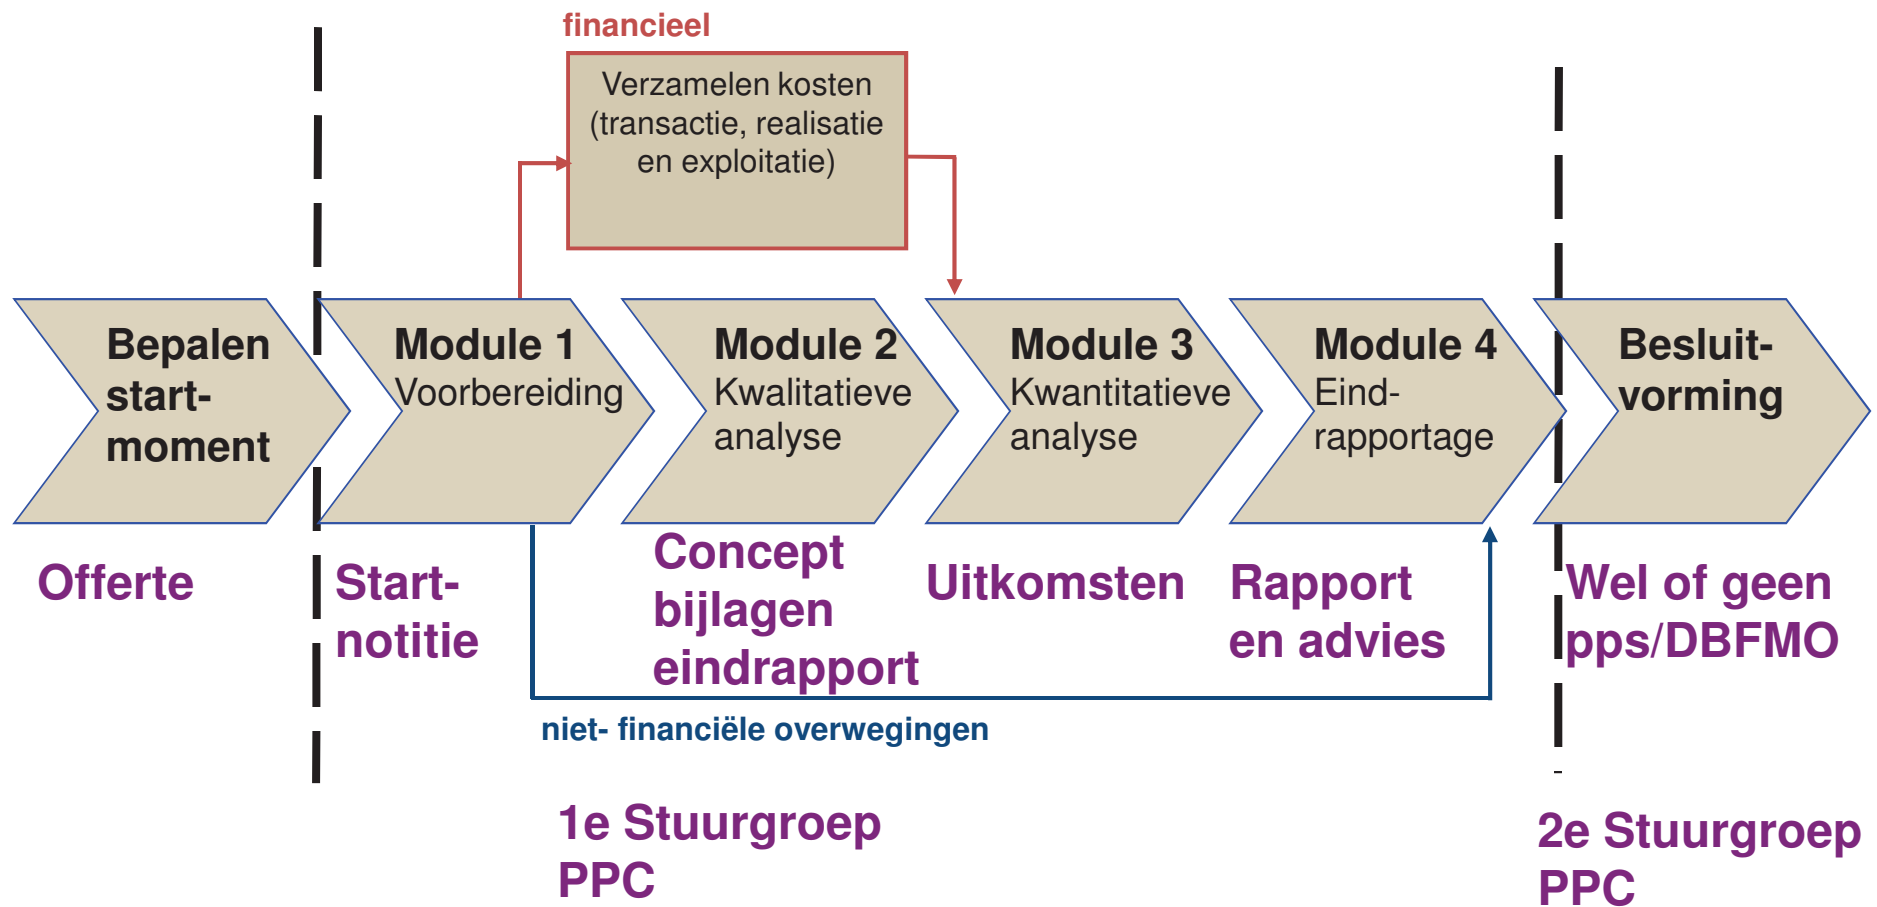 financieel
Verzamelen kosten
(transactie, realisatie
en exploitatie)
Bepalen
start-
moment
Module 1
Voorbereiding
Module 2
Kwalitatieve
analyse
Module 3
Kwantitatieve
analyse
Module 4
Eind-
rapportage
Besluit-
vorming
Offerte
Start-
notitie
Concept
bijlagen
eindrapport
Uitkomsten
Rapport
en advies
Wel of geen
pps/DBFMO
niet- financiële overwegingen
1e Stuurgroep
PPC
2e Stuurgroep
PPC